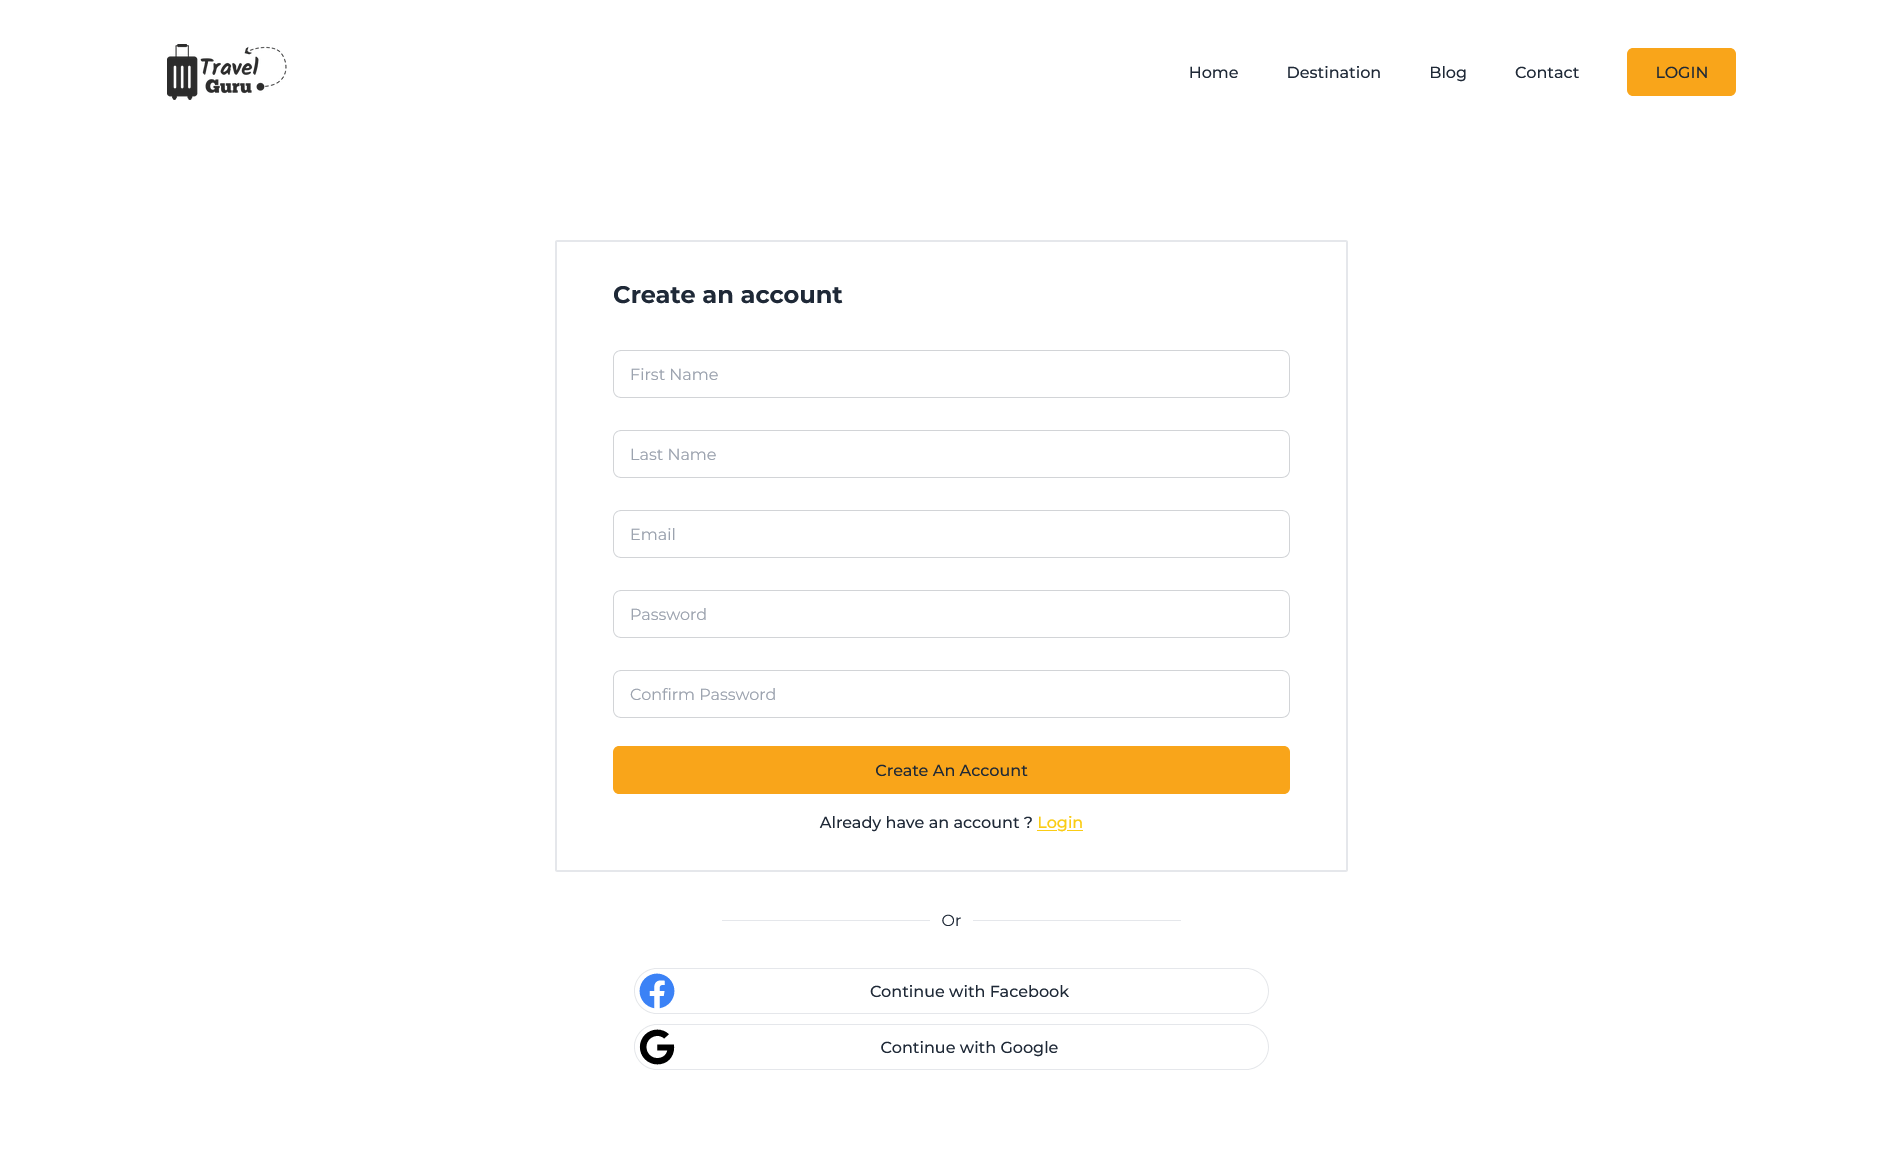 Travel
Guru
Home
Destination
Blog
Contact
LOGIN
Create an account
First Name
Last Name
Email
Password
Confirm Password
Create An Account
Already have an account ? Login
Or
Continue with Facebook
Continue with Google